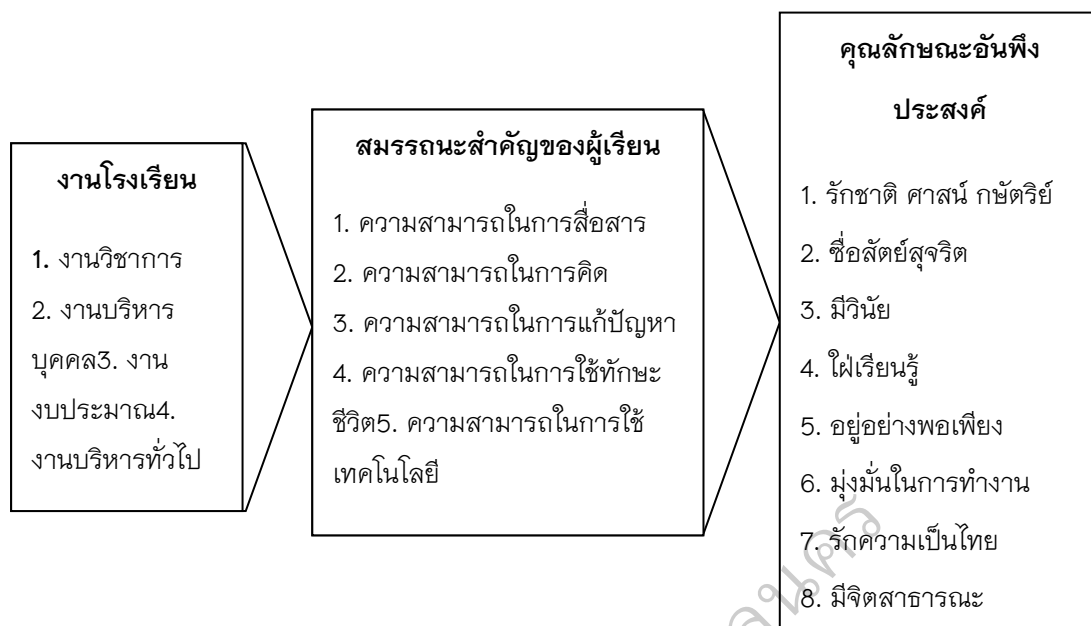 งานโรงเรียน
1. งานวิชาการ
2. งานบริหาร
บุคคล3. งาน
งบประมาณ4.
งานบริหารทั่วไป
สมรรถนะสำคัญของผู้เรียน
1. ความสามารถในการสื่อสาร
2. ความสามารถในการคิด
3. ความสามารถในการแก้ปัญหา
4. ความสามารถในการใช้ทักษะ
ชีวิต5. ความสามารถในการใช้
เทคโนโลยี
คุณลักษณะอันพึง
ประสงค์
1. รักชาติ ศาสน์ กษัตริย์
2. ซื่อสัตย์สุจริต
3. มีวินัย
4. ใฝ่เรียนรู้
5. อยู่อย่างพอเพียง
6. มุ่งมั่นในการทำงาน
7. รักความเป็นไทย
8. มีจิตสาธารณะ